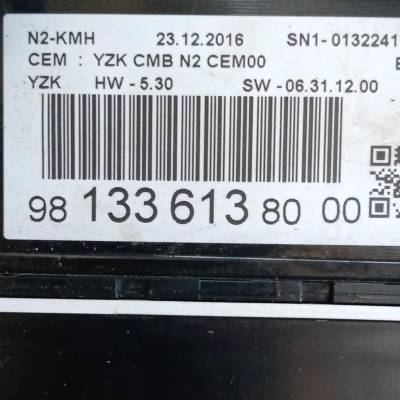 N2-KMH 23.12.2016 SN1- 0132241
CEM : YZK CMB N2 CEM00
YZK HW - 5.30 SW - 06.31.12.00
98 133 613 80 00